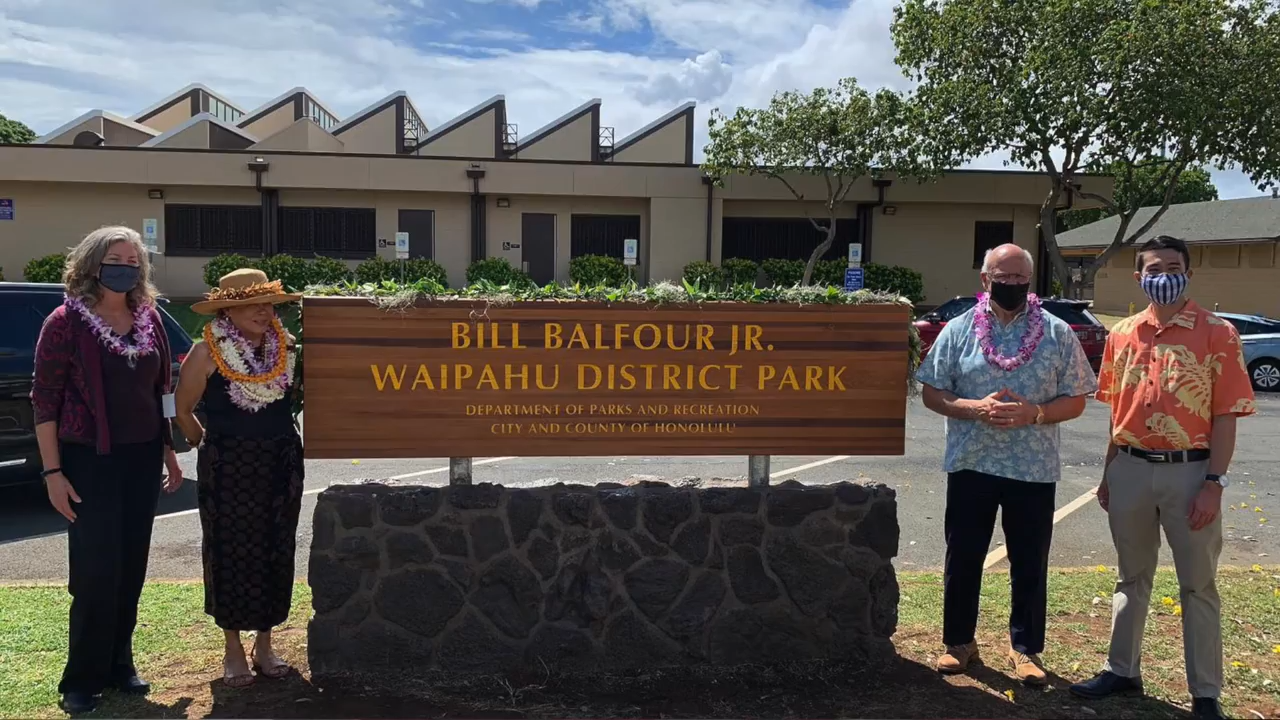 BILL BALFOUR JR.
WAIPAHU DISTRICT PARK
DEPARTMENT OF PARKS AND RECREATION
CITY AND COUNTY OF HONOLULU